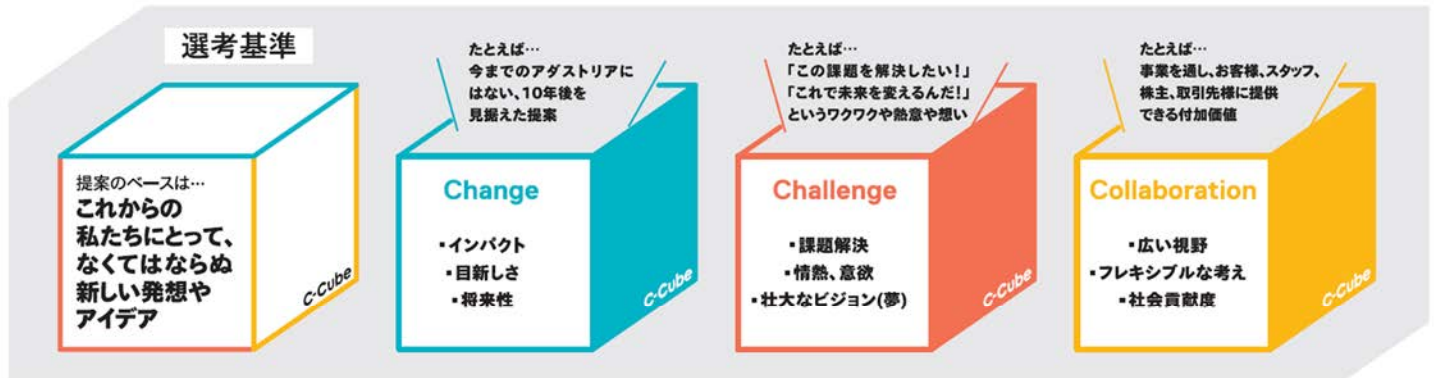 選考基準
提案のベースは…
これからの
私たちにとって、
なくてはならぬ
新しい発想や
アイデア
C-Cube
たとえば…
今までのアダストリアに
はない、10年後を
見据えた提案
Change
▪インパクト
▪目新しさ
▪将来性
C-Cube
たとえば…
「この課題を解決したい！」
「これで未来を変えるんだ！」
というワクワクや熱意や想い
Challenge
▪課題解決
▪情熱、意欲
▪壮大なビジョン(夢)
C-Cube
たとえば…
事業を通し、お客様、スタッフ、
株主、取引先様に提供
できる付加価値
Collaboration
▪広い視野
▪フレキシブルな考え
▪社会貢献度
C-Cube